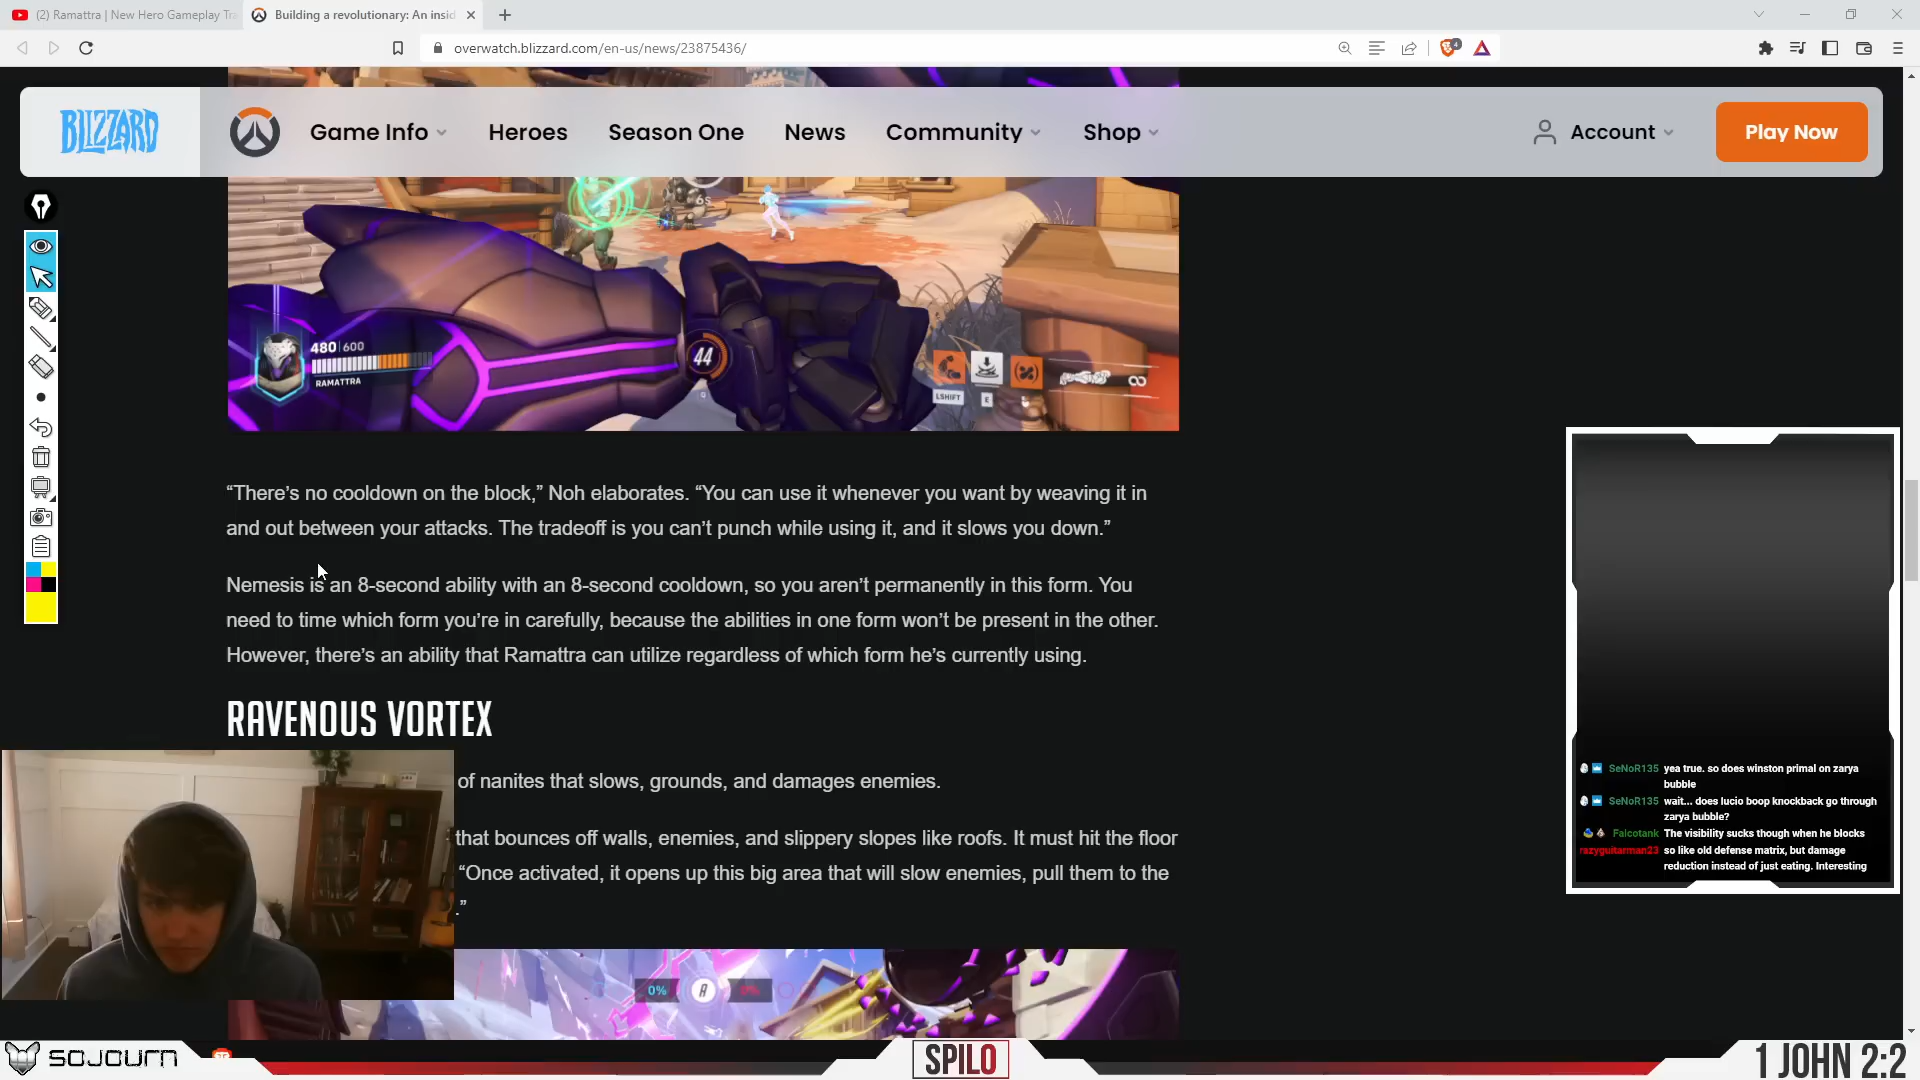 (2) Ramattra | New Hero Gameplay Tra
Building a revolutionary: An insid
overwatch.blizzard.com/en-us/news/23875436/
4
BLIZZARD
Game Info
Heroes
Season One
News
Community
Shop
Account
Play Now
6s
480|600
RAMATTRA
44
Q
LSHIFT
E
∞
“There’s no cooldown on the block,” Noh elaborates. “You can use it whenever you want by weaving it in
and out between your attacks. The tradeoff is you can’t punch while using it, and it slows you down.”
Nemesis is an 8-second ability with an 8-second cooldown, so you aren’t permanently in this form. You
need to time which form you’re in carefully, because the abilities in one form won’t be present in the other.
However, there’s an ability that Ramattra can utilize regardless of which form he’s currently using.
RAVENOUS VORTEX
of nanites that slows, grounds, and damages enemies.
that bounces off walls, enemies, and slippery slopes like roofs. It must hit the floor
“Once activated, it opens up this big area that will slow enemies, pull them to the
.”
0%
A
0%
SeNoR135 yea true. so does winston primal on zarya
bubble
SeNoR135 wait... does lucio boop knockback go through
zarya bubble?
Falcotank The visibility sucks though when he blocks
razyguitarman23 so like old defense matrix, but damage
reduction instead of just eating. Interesting
SOJOURN
SPILO
1 JOHN 2:2